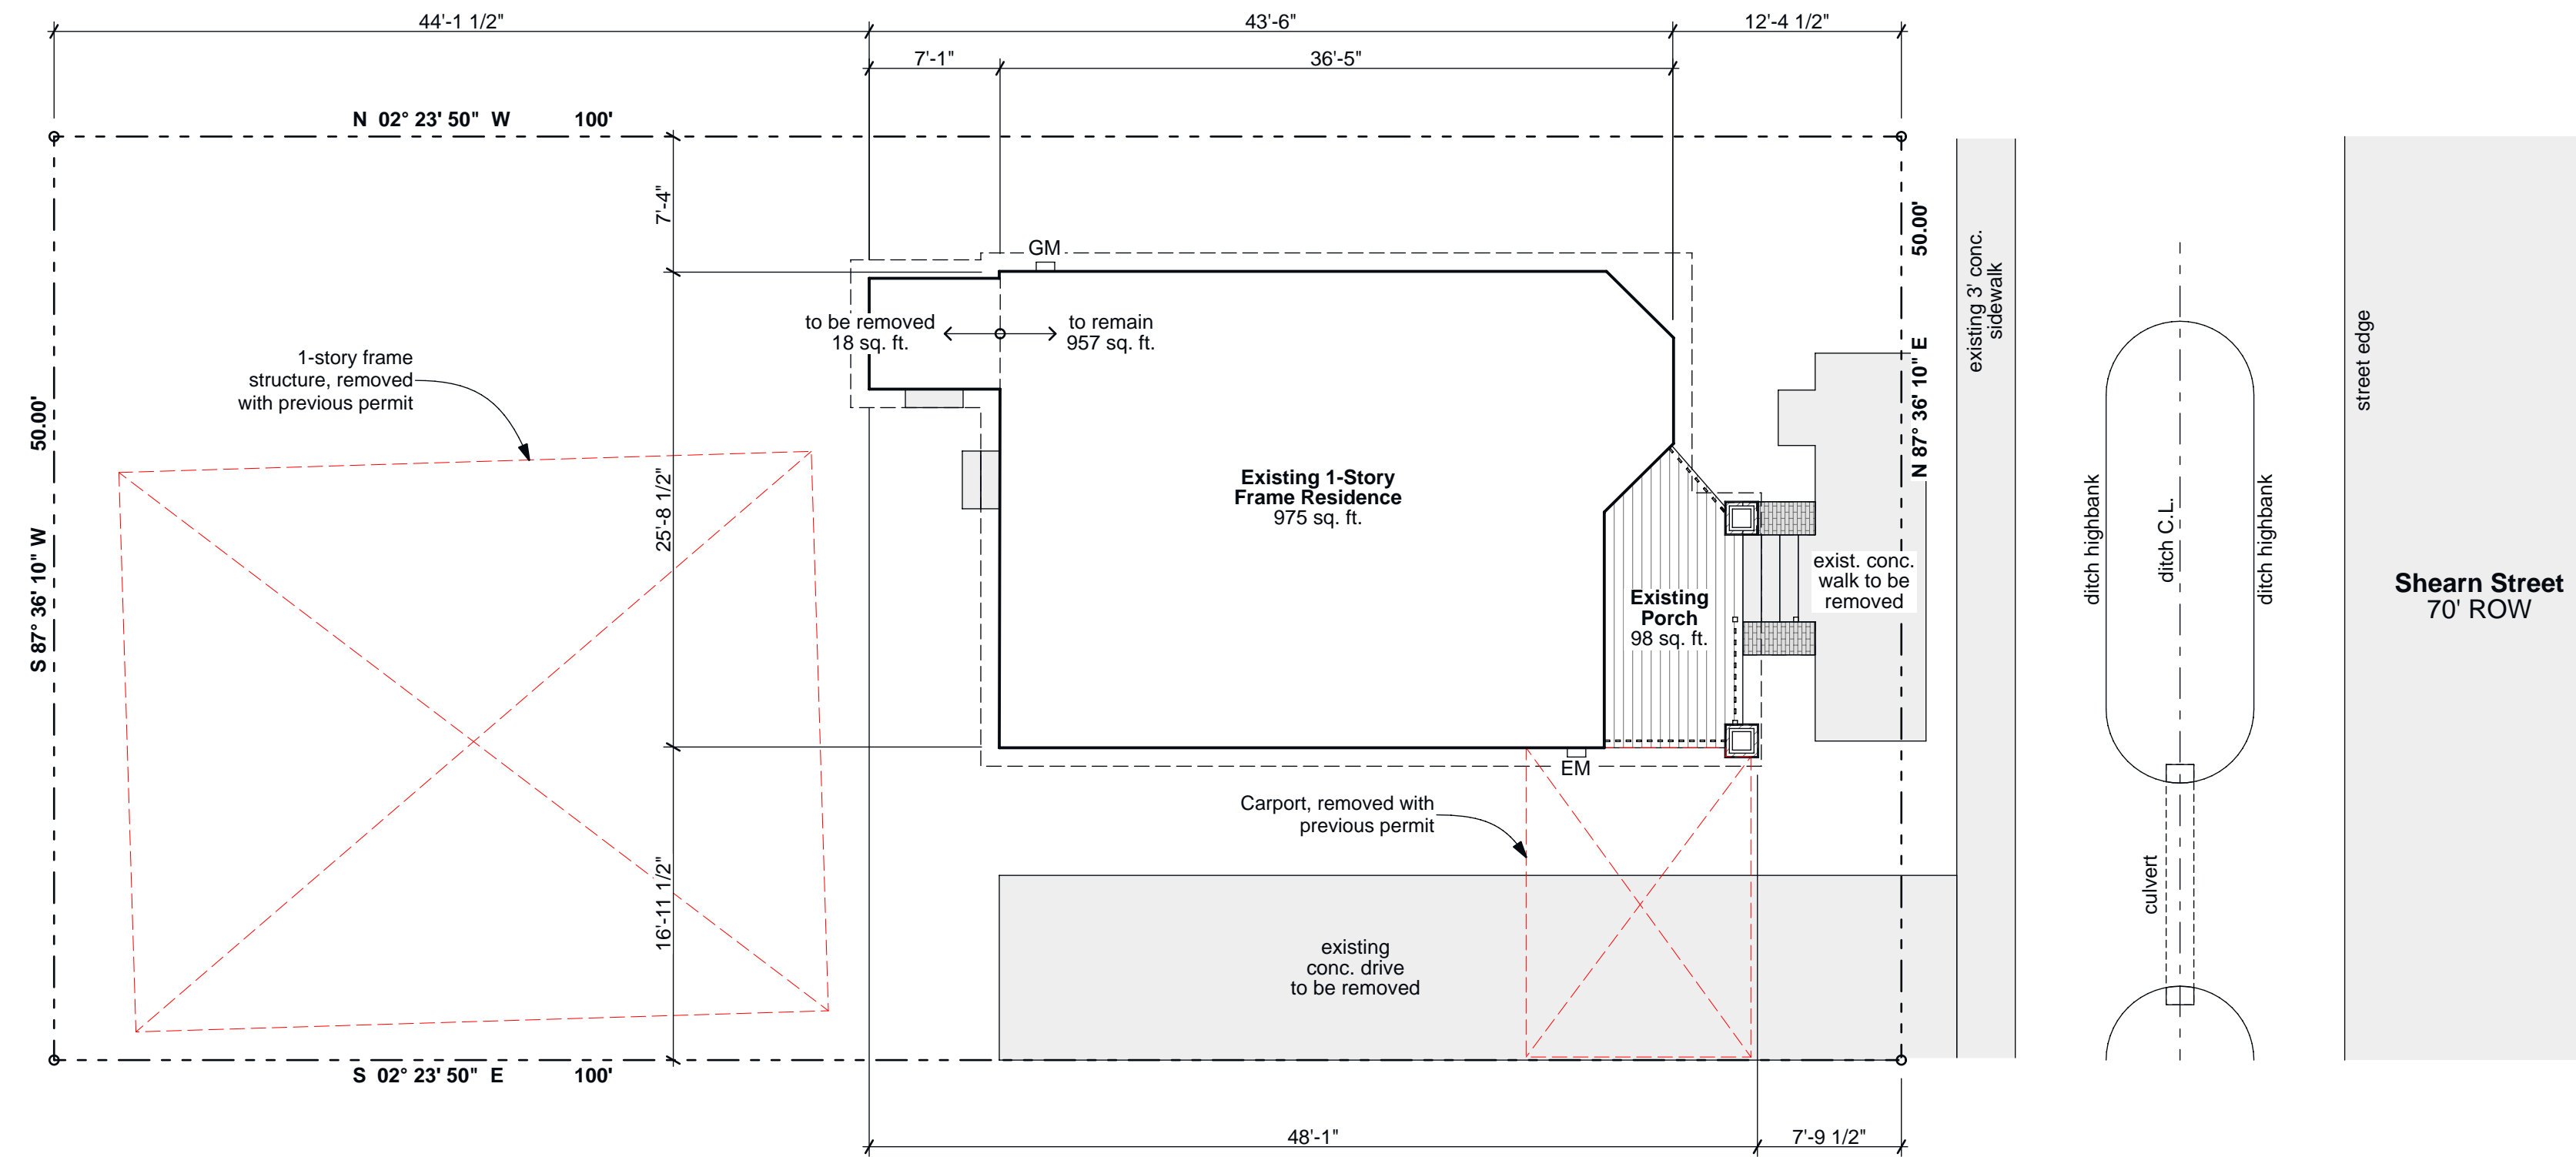 44'-1 1/2"
43'-6"
12'-4 1/2"
7'-1"
36'-5"
N 02° 23' 50" W 100'
7'-4"
50.00'
N 87° 36' 10" E
existing 3' conc.
sidewalk
GM
to be removed
18 sq. ft.
to remain
957 sq. ft.
1-story frame
structure, removed
with previous permit
street edge
50.00'
S 87° 36' 10" W
25'-8 1/2"
Existing 1-Story
Frame Residence
975 sq. ft.
ditch highbank
ditch C.L.
ditch highbank
exist. conc.
walk to be
removed
Existing
Porch
98 sq. ft.
Shearn Street
70' ROW
EM
Carport, removed with
previous permit
16'-11 1/2"
culvert
existing
conc. drive
to be removed
S 02° 23' 50" E 100'
48'-1"
7'-9 1/2"